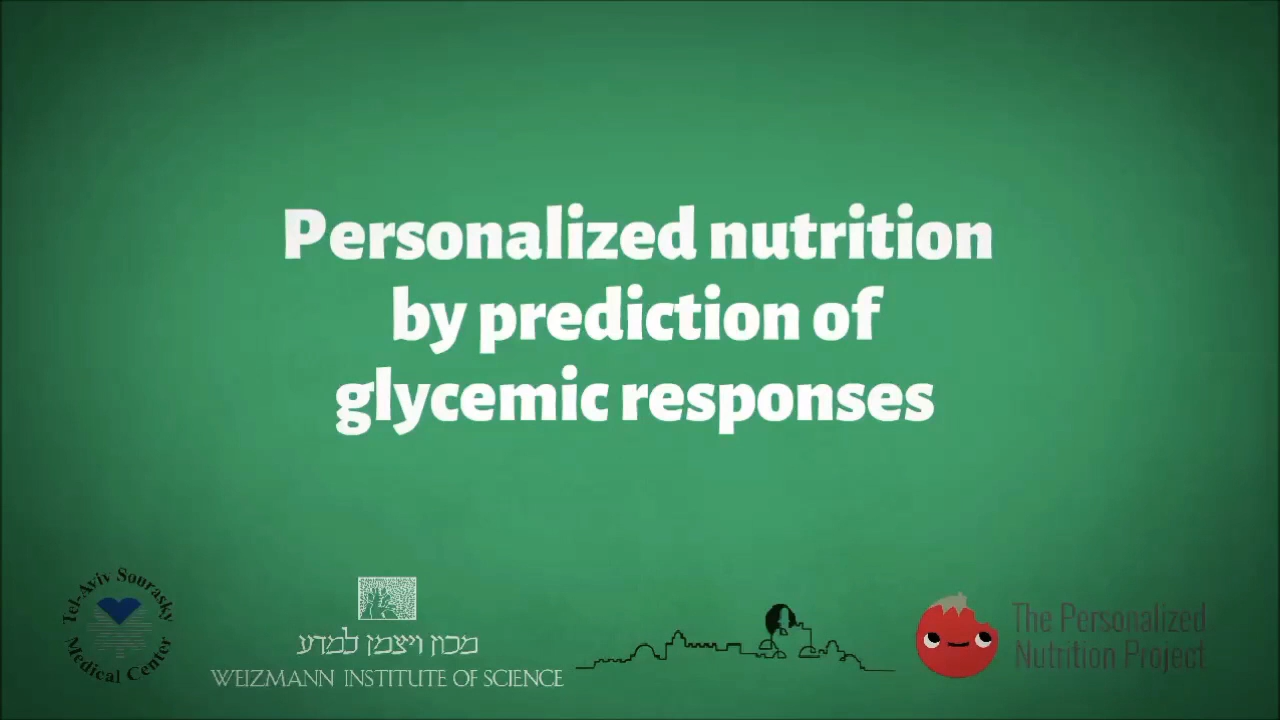 Personalized nutrition
by prediction of
glycemic responses
Tel-Aviv Sourasky
Medical Center
מכון ויצמן למדע
WEIZMANN INSTITUTE OF SCIENCE
The Personalized
Nutrition Project